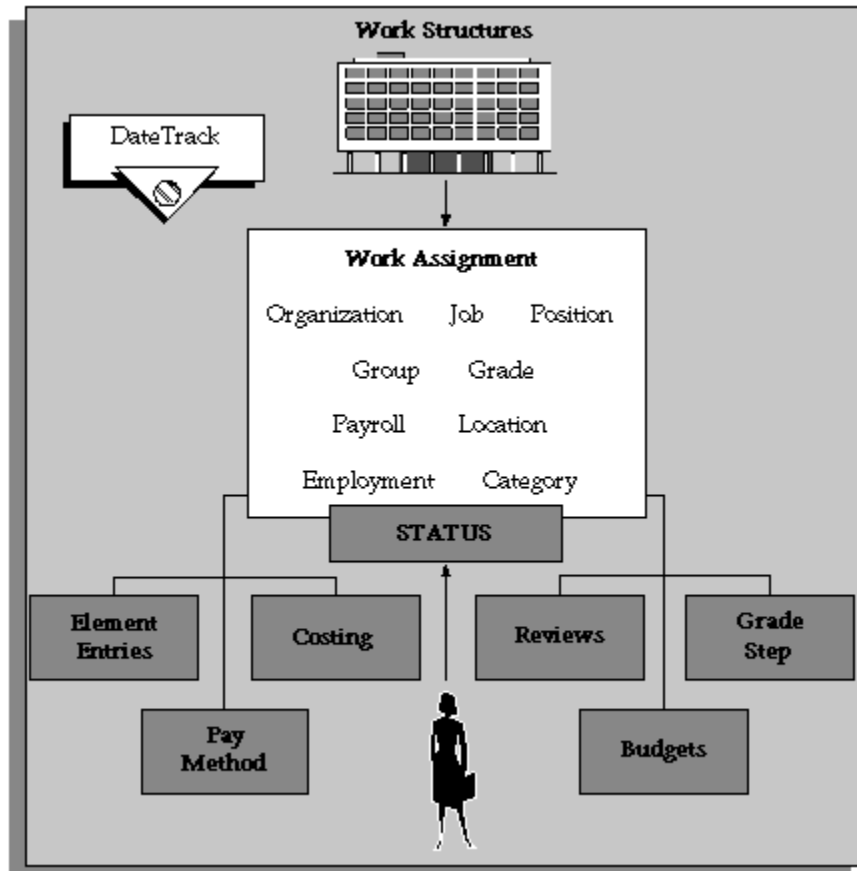 Work Structures
DateTrack
Work Assignment
Organization Job Position
Group Grade
Payroll Location
Employment Category
STATUS
Element
Entries
Costing
Reviews
Grade
Step
Pay
Method
Budgets